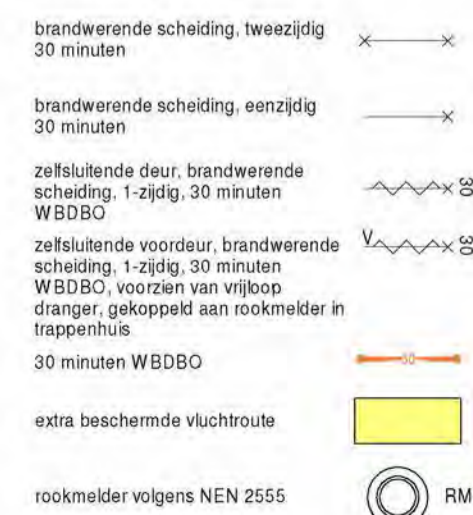 brandwerende scheiding, tweezijdig
30 minuten
brandwerende scheiding, eenzijdig
30 minuten
zelfsluitende deur, brandwerende
scheiding, 1-zijdig, 30 minuten
WBDBO
30
zelfsluitende voordeur, brandwerende
scheiding, 1-zijdig, 30 minuten
WBDBO, voorzien van vrijloop
dranger, gekoppeld aan rookmelder in
trappenhuis
V
30
30 minuten WBDBO
30
extra beschermde vluchtroute
rookmelder volgens NEN 2555
RM